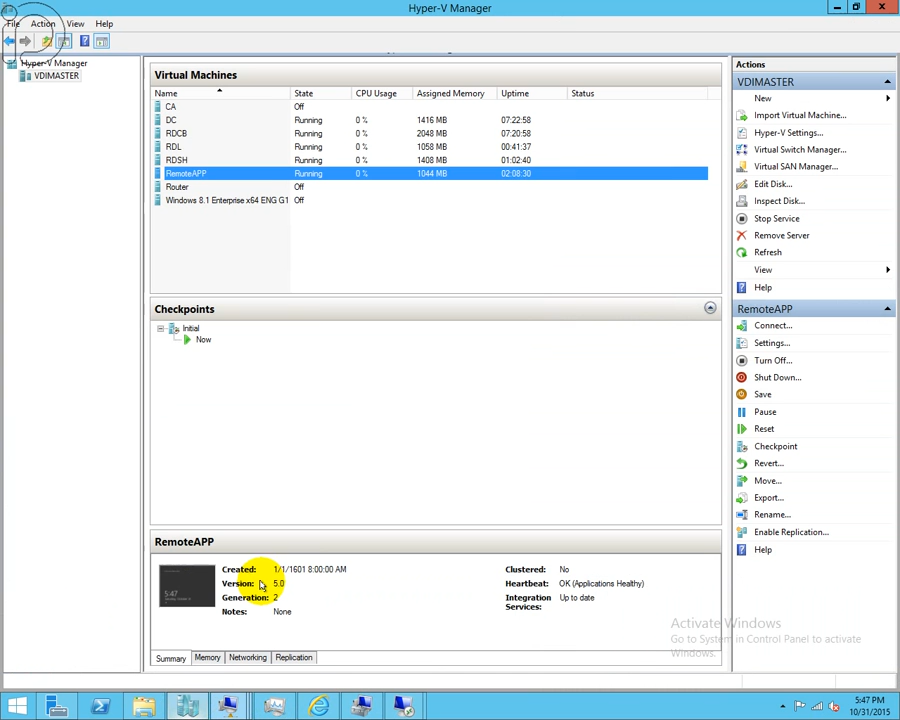 Hyper-V Manager
File Action View Help
Hyper-V Manager
VDIMASTER
Virtual Machines
Name State CPU Usage Assigned Memory Uptime Status
CA Off
DC Running 0 % 1416 MB 07:22:58
RDCB Running 0 % 2048 MB 07:20:58
RDL Running 0 % 1058 MB 00:41:37
RDSH Running 0 % 1408 MB 01:02:40
RemoteAPP Running 0 % 1044 MB 02:08:30
Router Off
Windows 8.1 Enterprise x64 ENG G1 Off
Checkpoints
Initial
Now
RemoteAPP
Created: 1/1/1601 8:00:00 AM Clustered: No
Version: 5.0 Heartbeat: OK (Applications Healthy)
Generation: 2 Integration Services: Up to date
Notes: None
5:47
Summary Memory Networking Replication
Actions
VDIMASTER
New
Import Virtual Machine...
Hyper-V Settings...
Virtual Switch Manager...
Virtual SAN Manager...
Edit Disk...
Inspect Disk...
Stop Service
Remove Server
Refresh
View
Help
RemoteAPP
Connect...
Settings...
Turn Off...
Shut Down...
Save
Pause
Reset
Checkpoint
Revert...
Move...
Export...
Rename...
Enable Replication...
Help
Activate Windows
Go to System in Control Panel to activate
Windows.
5:47 PM
10/31/2015